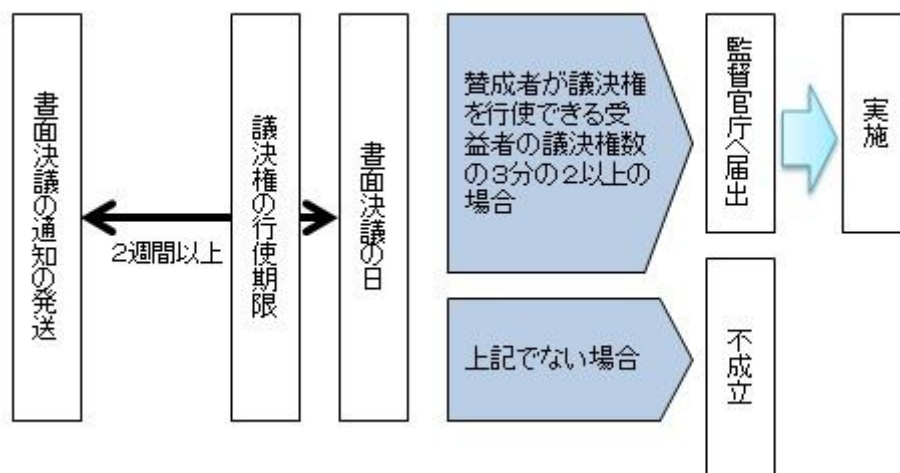 書面決議の通知の発送
2週間以上
議決権の行使期限
書面決議の日
賛成者が議決権
を行使できる受
益者の議決権数
の3分の2以上の
場合
監督官庁へ届出
実施
上記でない場合
不成立